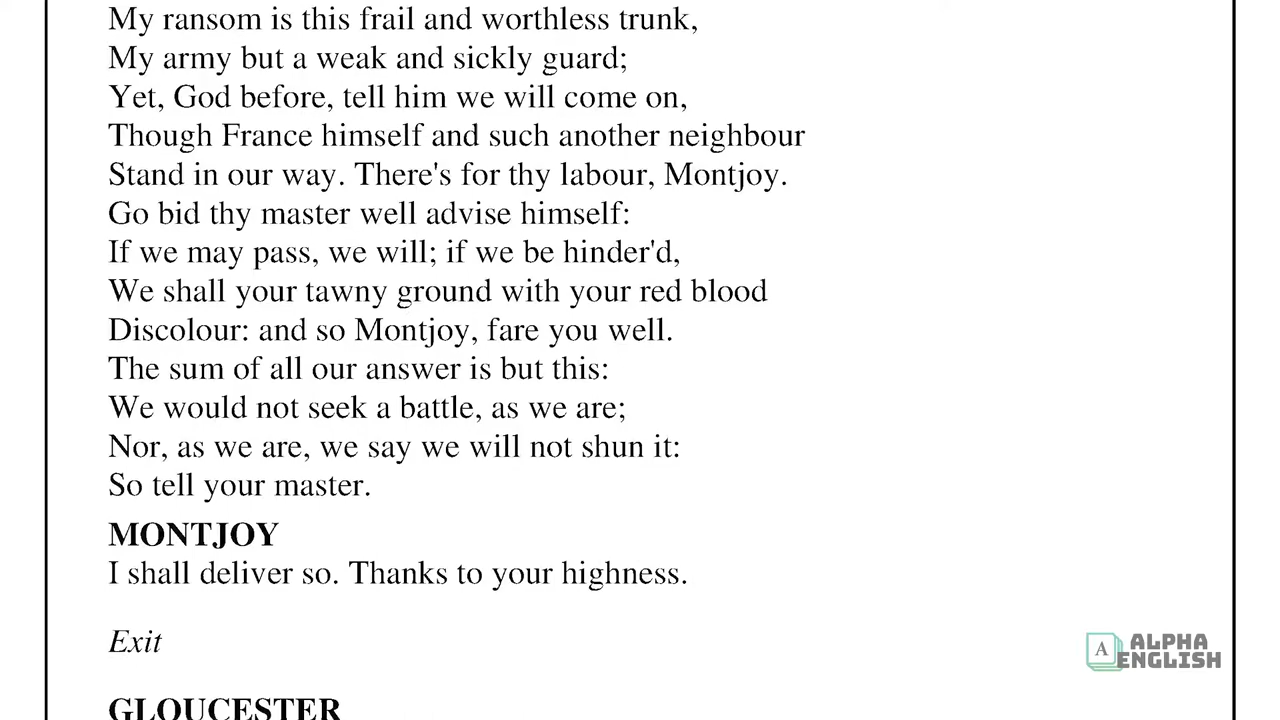 My ransom is this frail and worthless trunk,
My army but a weak and sickly guard;
Yet, God before, tell him we will come on,
Though France himself and such another neighbour
Stand in our way. There's for thy labour, Montjoy.
Go bid thy master well advise himself:
If we may pass, we will; if we be hinder'd,
We shall your tawny ground with your red blood
Discolour: and so Montjoy, fare you well.
The sum of all our answer is but this:
We would not seek a battle, as we are;
Nor, as we are, we say we will not shun it:
So tell your master.
MONTJOY
I shall deliver so. Thanks to your highness.
Exit
A ALPHA
ENGLISH
GLOUCESTER